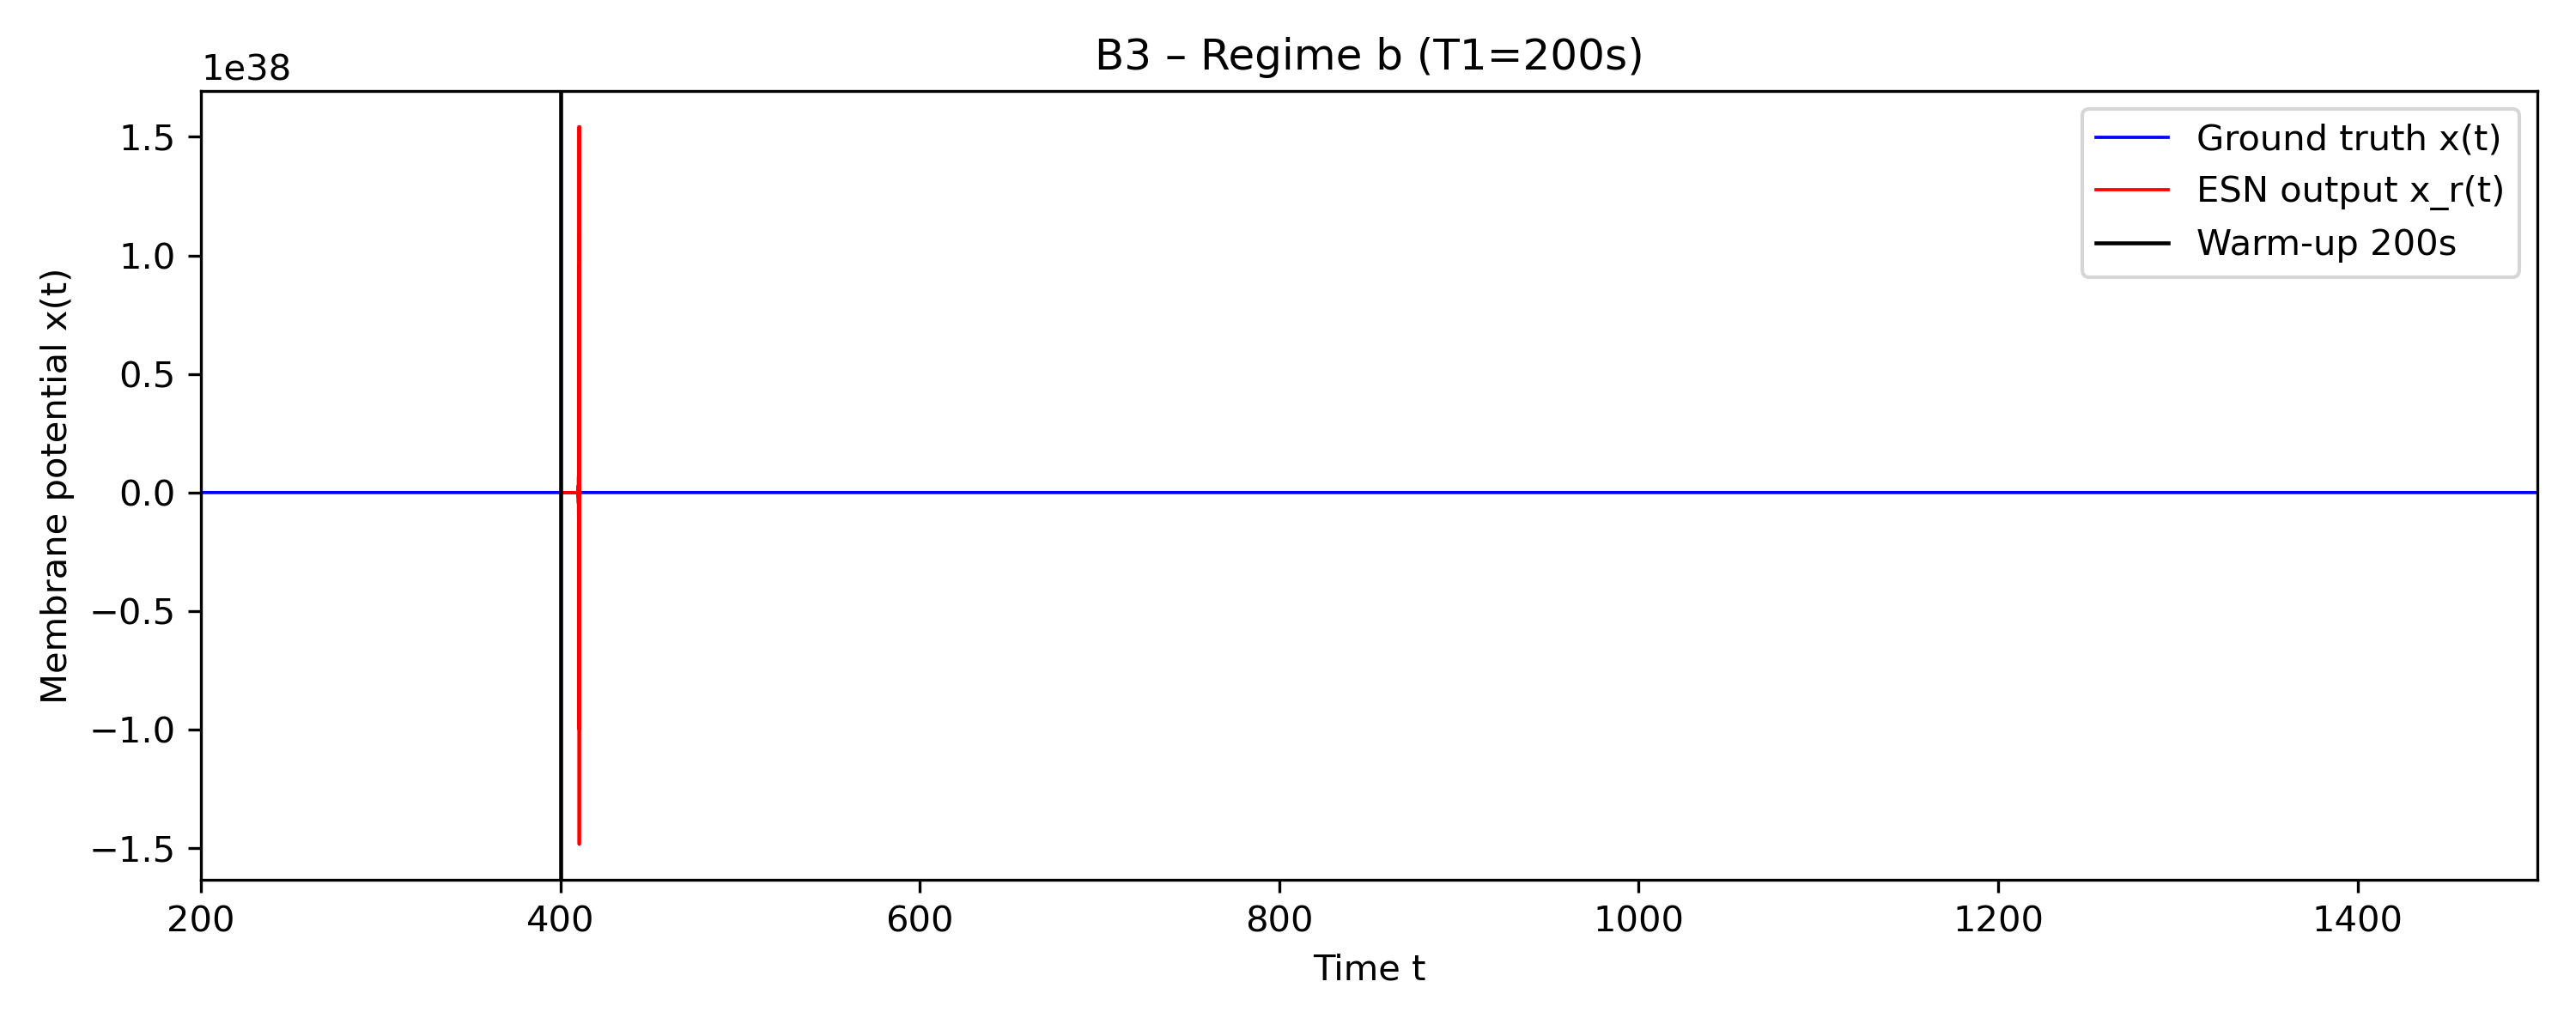 B3 – Regime b (T1=200s)
1e38
Ground truth x(t)
ESN output x_r(t)
Warm-up 200s
Membrane potential x(t)
1.5
1.0
0.5
0.0
−0.5
−1.0
−1.5
200 400 600 800 1000 1200 1400
Time t